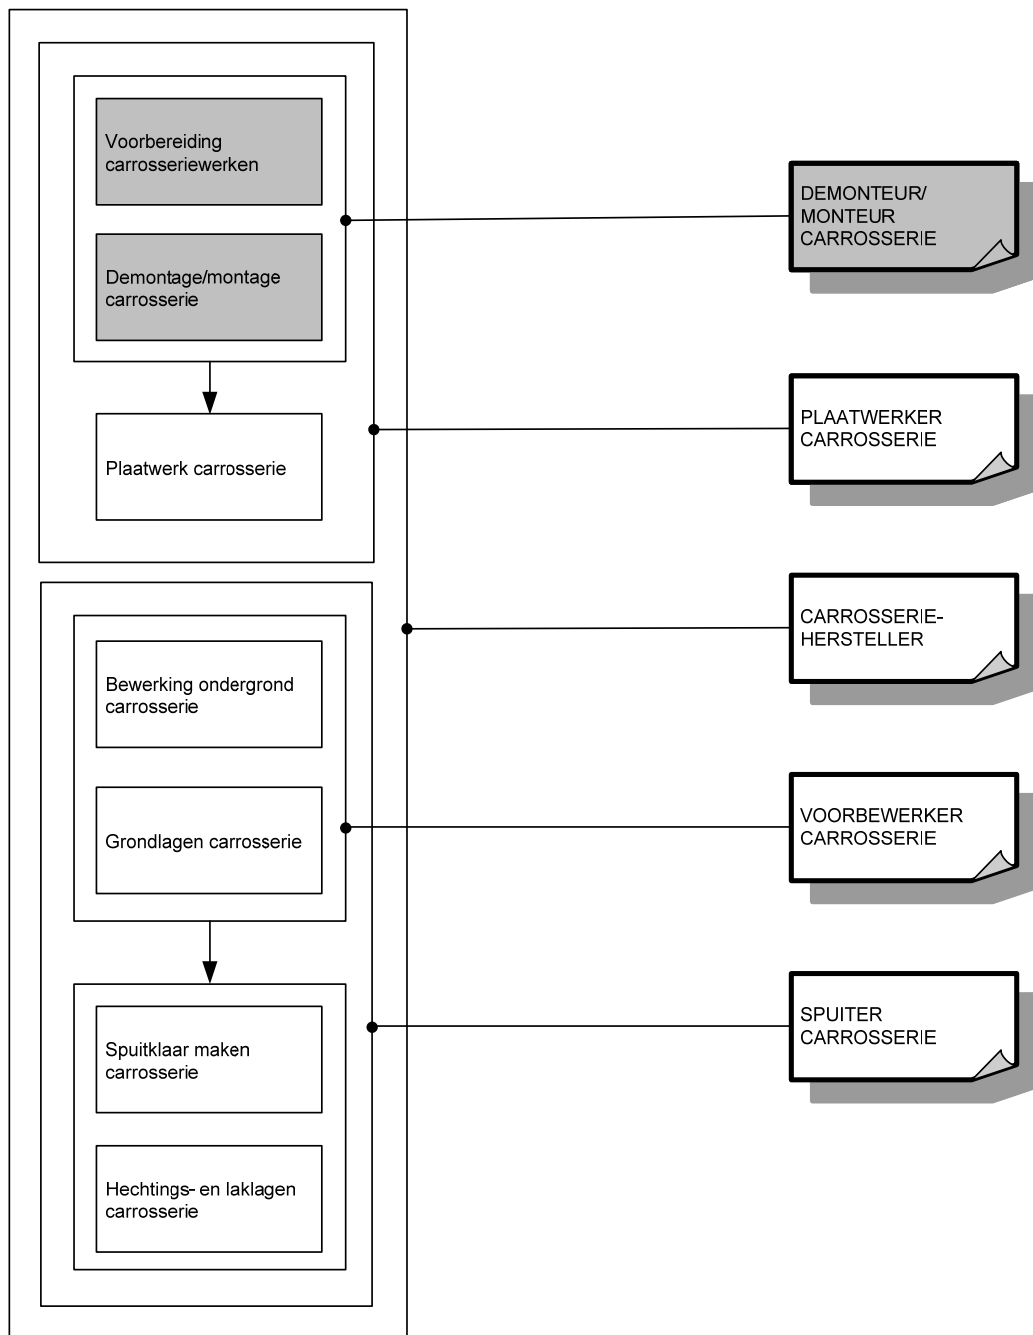 Voorbereiding
carrosseriewerken
Demontage/montage
carrosserie
Plaatwerk carrosserie
Bewerking ondergrond
carrosserie
Grondlagen carrosserie
Spuitklaar maken
carrosserie
Hechtings- en laklagen
carrosserie
DEMONTEUR/
MONTEUR
CARROSSERIE
PLAATWERKER
CARROSSERIE
CARROSSERIE-
HERSTELLER
VOORBEWERKER
CARROSSERIE
SPUITER
CARROSSERIE